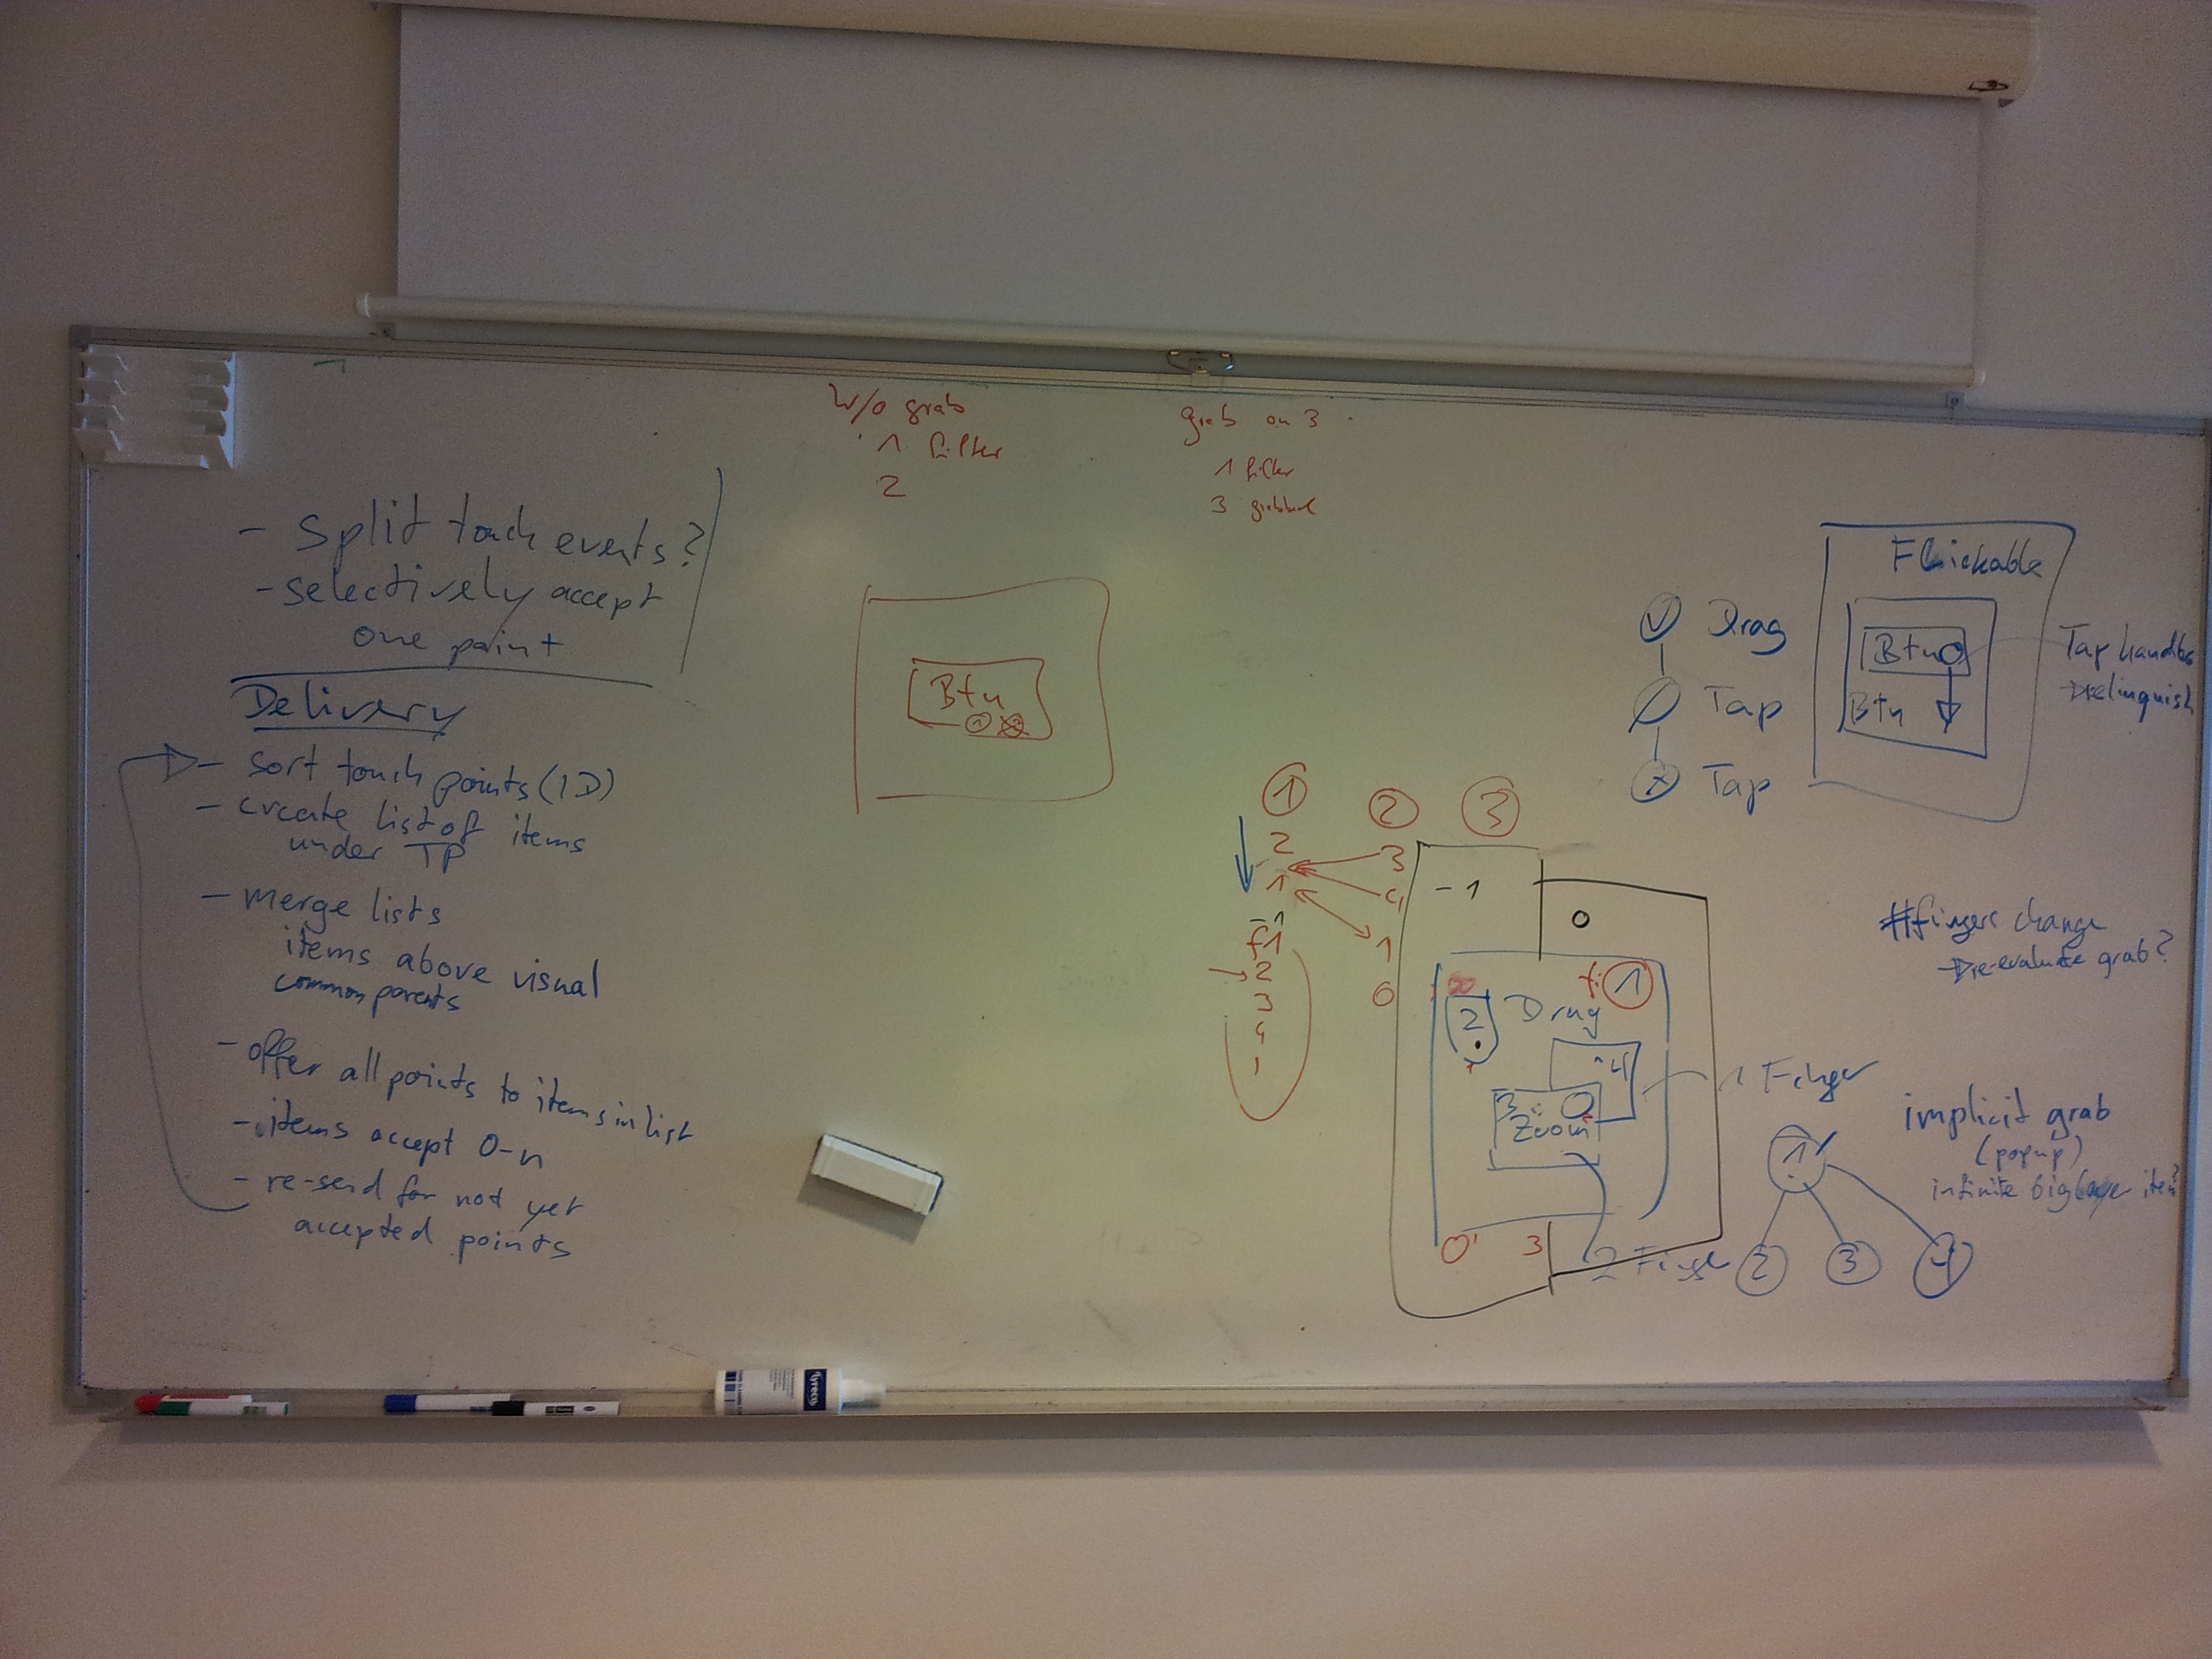 - split touch events?
- selectively accept
one point
Delivery
- sort touch points (ID)
- create list of items
under TP
- merge lists
items above visual
common parents
- offer all points to items in list
- items accept 0-n
- re-send for not yet
accepted points
W/o grab
1 filter
2
grab on 3
1 filter
3
Btn
1
1
2
1
-1
f1
2
3
4
1
2
3
4
1
0
3
-1
0
f: 1
2
Drag
4
3
Zoom
0
3
1 Finger
2 Finger
Drag
Tap
Tap
Flickable
Btn
Btn
Tap handler
relinquish
#fingers change
re-evaluate grab?
implicit grab
(popup)
infinite big item?
1
2
3
4
lyreco